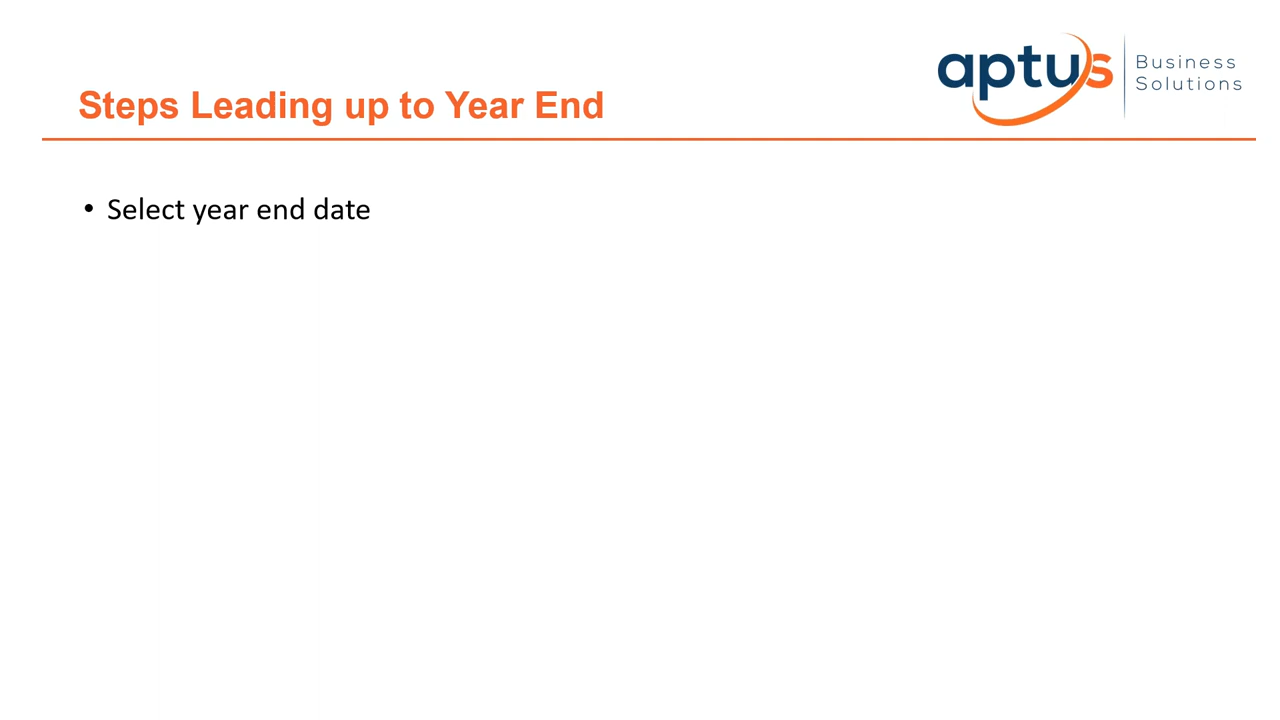 aptus
Business
Solutions
Steps Leading up to Year End
• Select year end date